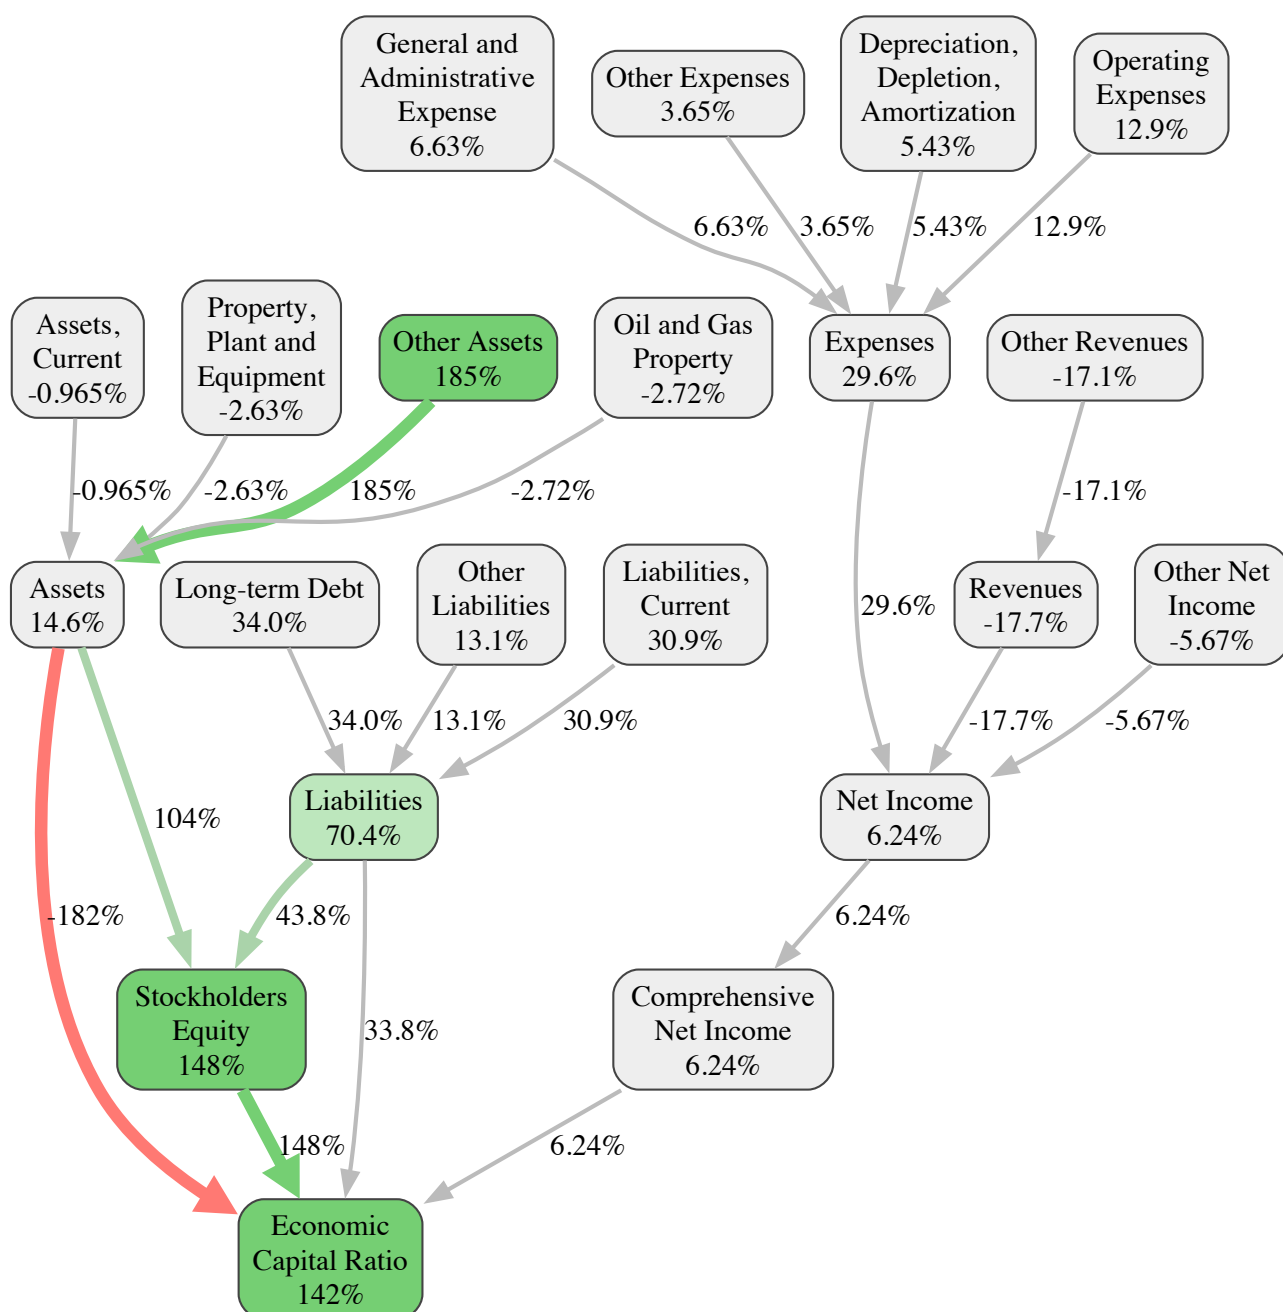 General and
Administrative
Expense
6.63%
Other Expenses
3.65%
Depreciation,
Depletion,
Amortization
5.43%
Operating
Expenses
12.9%
6.63%
3.65%
5.43%
12.9%
Assets,
Current
-0.965%
Property,
Plant and
Equipment
-2.63%
Other Assets
185%
Oil and Gas
Property
-2.72%
Expenses
29.6%
Other Revenues
-17.1%
-0.965%
-2.63%
185%
-2.72%
-17.1%
Assets
14.6%
Long-term Debt
34.0%
Other
Liabilities
13.1%
Liabilities,
Current
30.9%
29.6%
Revenues
-17.7%
Other Net
Income
-5.67%
34.0%
13.1%
30.9%
-17.7%
-5.67%
104%
Liabilities
70.4%
Net Income
6.24%
-182%
43.8%
6.24%
Stockholders
Equity
148%
33.8%
Comprehensive
Net Income
6.24%
148%
6.24%
Economic
Capital Ratio
142%